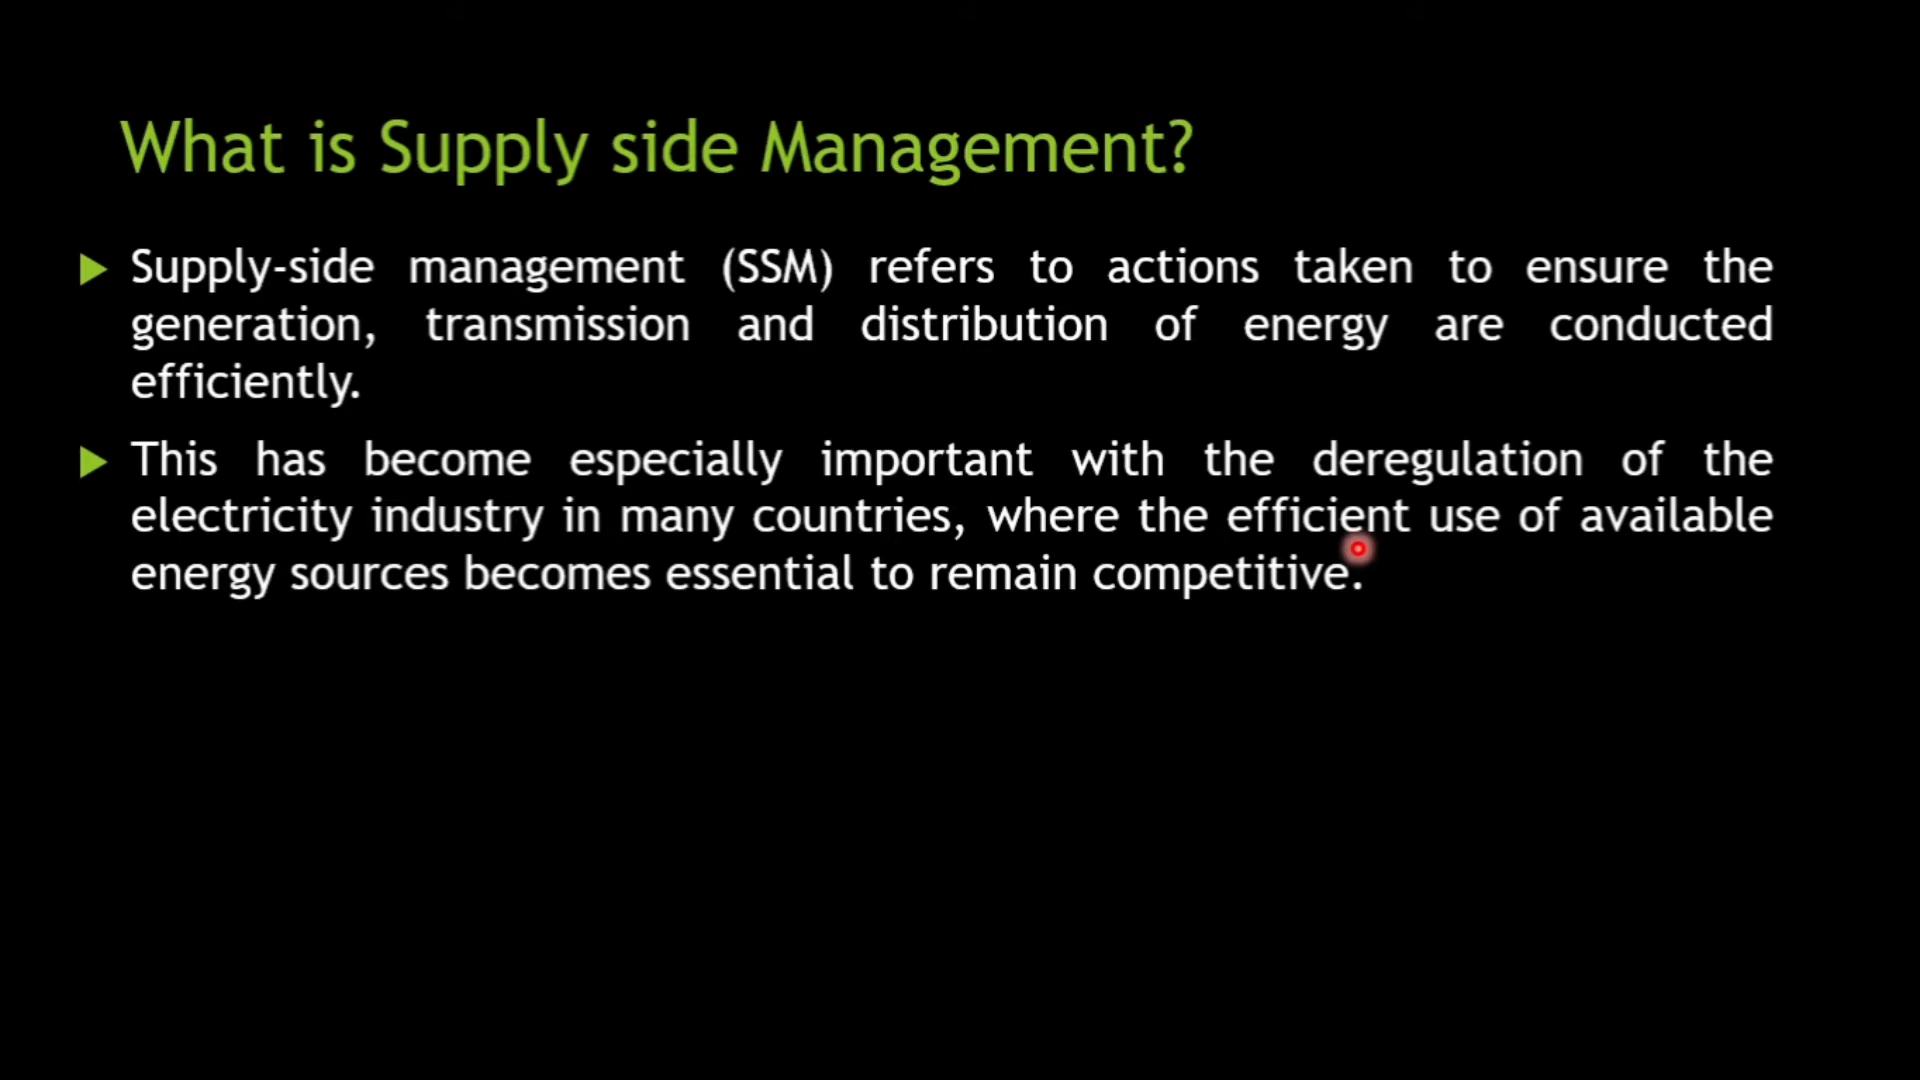 What is Supply side Management?
Supply-side management (SSM) refers to actions taken to ensure the
generation, transmission and distribution of energy are conducted
efficiently.
This has become especially important with the deregulation of the
electricity industry in many countries, where the efficient use of available
energy sources becomes essential to remain competitive.